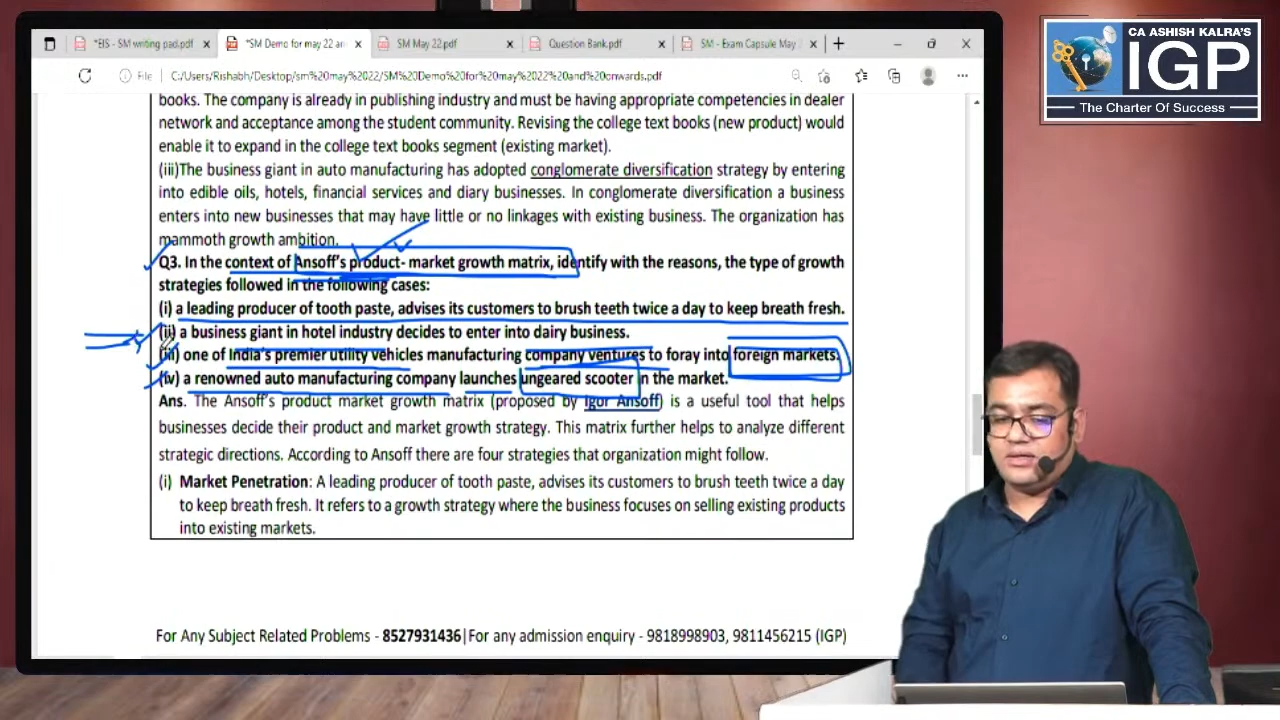 *EIS - SM writing pad.pdf
*SM Demo for may 22 an
SM May 22.pdf
Question Bank.pdf
SM - Exam Capsule May 2
File
C:/Users/Rishabh/Desktop/sm%20may%2022/SM%20Demo%20for%20may%2022%20and%20onwards.pdf
CA ASHISH KALRA'S
IGP
The Charter Of Success
books. The company is already in publishing industry and must be having appropriate competencies in dealer
network and acceptance among the student community. Revising the college text books (new product) would
enable it to expand in the college text books segment (existing market).
(iii)The business giant in auto manufacturing has adopted conglomerate diversification strategy by entering
into edible oils, hotels, financial services and diary businesses. In conglomerate diversification a business
enters into new businesses that may have little or no linkages with existing business. The organization has
mammoth growth ambition.
Q3. In the context of Ansoff's product- market growth matrix, identify with the reasons, the type of growth
strategies followed in the following cases:
(i) a leading producer of tooth paste, advises its customers to brush teeth twice a day to keep breath fresh.
(ii) a business giant in hotel industry decides to enter into dairy business.
(iii) one of India's premier utility vehicles manufacturing company ventures to foray into foreign markets.
(iv) a renowned auto manufacturing company launches ungeared scooter in the market.
Ans. The Ansoff's product market growth matrix (proposed by Igor Ansoff) is a useful tool that helps
businesses decide their product and market growth strategy. This matrix further helps to analyze different
strategic directions. According to Ansoff there are four strategies that organization might follow.
(i) Market Penetration: A leading producer of tooth paste, advises its customers to brush teeth twice a day
to keep breath fresh. It refers to a growth strategy where the business focuses on selling existing products
into existing markets.
For Any Subject Related Problems - 8527931436|For any admission enquiry - 9818998903, 9811456215 (IGP)